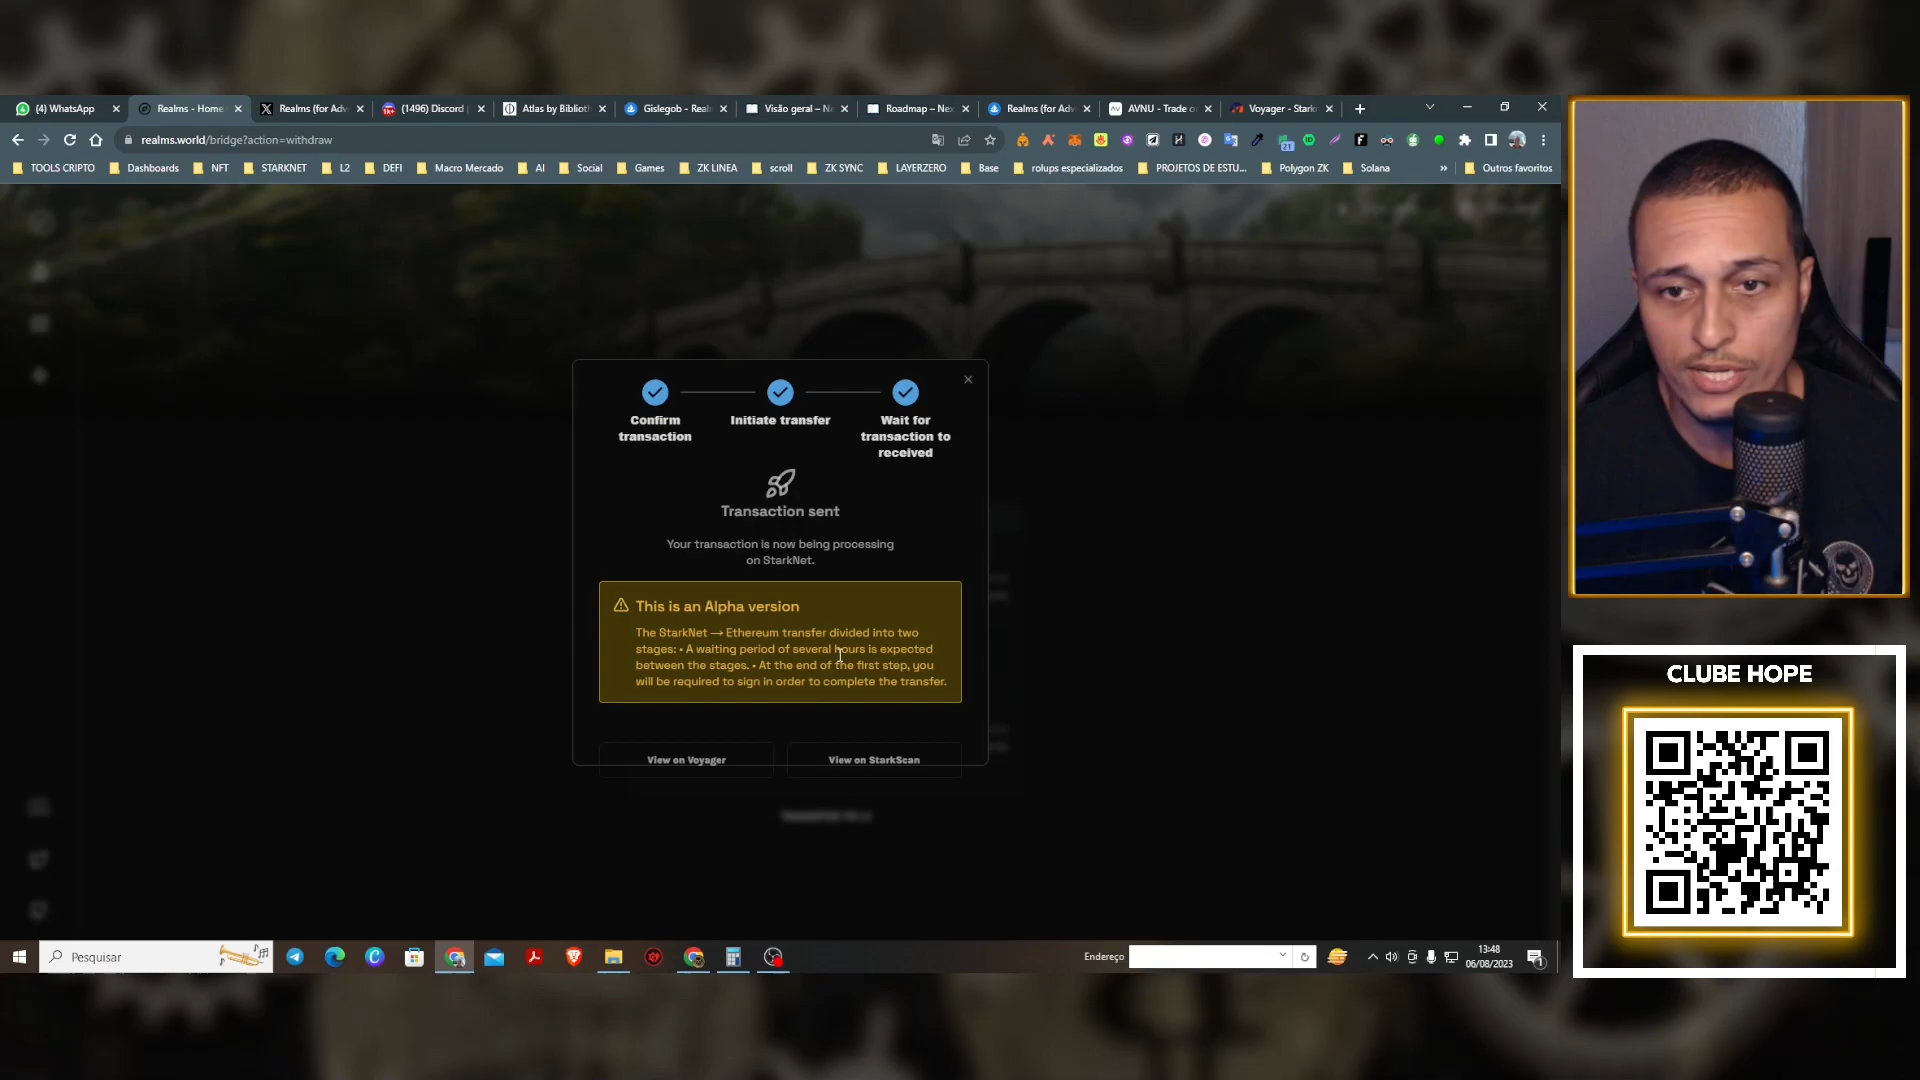 (4) WhatsApp
Realms - Home
Realms (for Adv
(1496) Discord |
Atlas by Biblioth
Gislegob - Real
Visão geral – Ne
Roadmap – Nex
Realms (for Adv
AVNU - Trade o
Voyager - Stark
realms.world/bridge?action=withdraw
TOOLS CRIPTO
Dashboards
NFT
STARKNET
L2
DEFI
Macro Mercado
AI
Social
Games
ZK LINEA
scroll
ZK SYNC
LAYERZERO
Base
rolups especializados
PROJETOS DE ESTU...
Polygon ZK
Solana
»
Outros favoritos
21
Confirm
transaction
Initiate transfer
Wait for
transaction to
received
Transaction sent
Your transaction is now being processing
on StarkNet.
This is an Alpha version
The StarkNet → Ethereum transfer divided into two
stages: • A waiting period of several hours is expected
between the stages. • At the end of the first step, you
will be required to sign in order to complete the transfer.
View on Voyager
View on StarkScan
CLUBE HOPE
Pesquisar
Endereço
13:48
06/08/2023
1